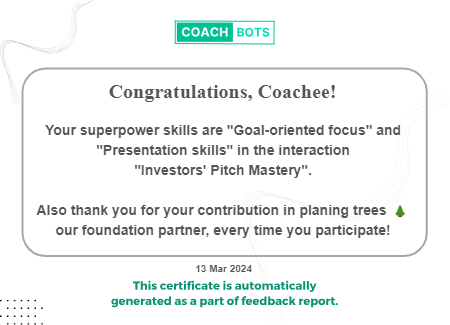 COACH BOTS
Congratulations, Coachee!
Your superpower skills are "Goal-oriented focus" and
"Presentation skills" in the interaction
"Investors' Pitch Mastery".
Also thank you for your contribution in planing trees 🌲
our foundation partner, every time you participate!
13 Mar 2024
This certificate is automatically
generated as a part of feedback report.